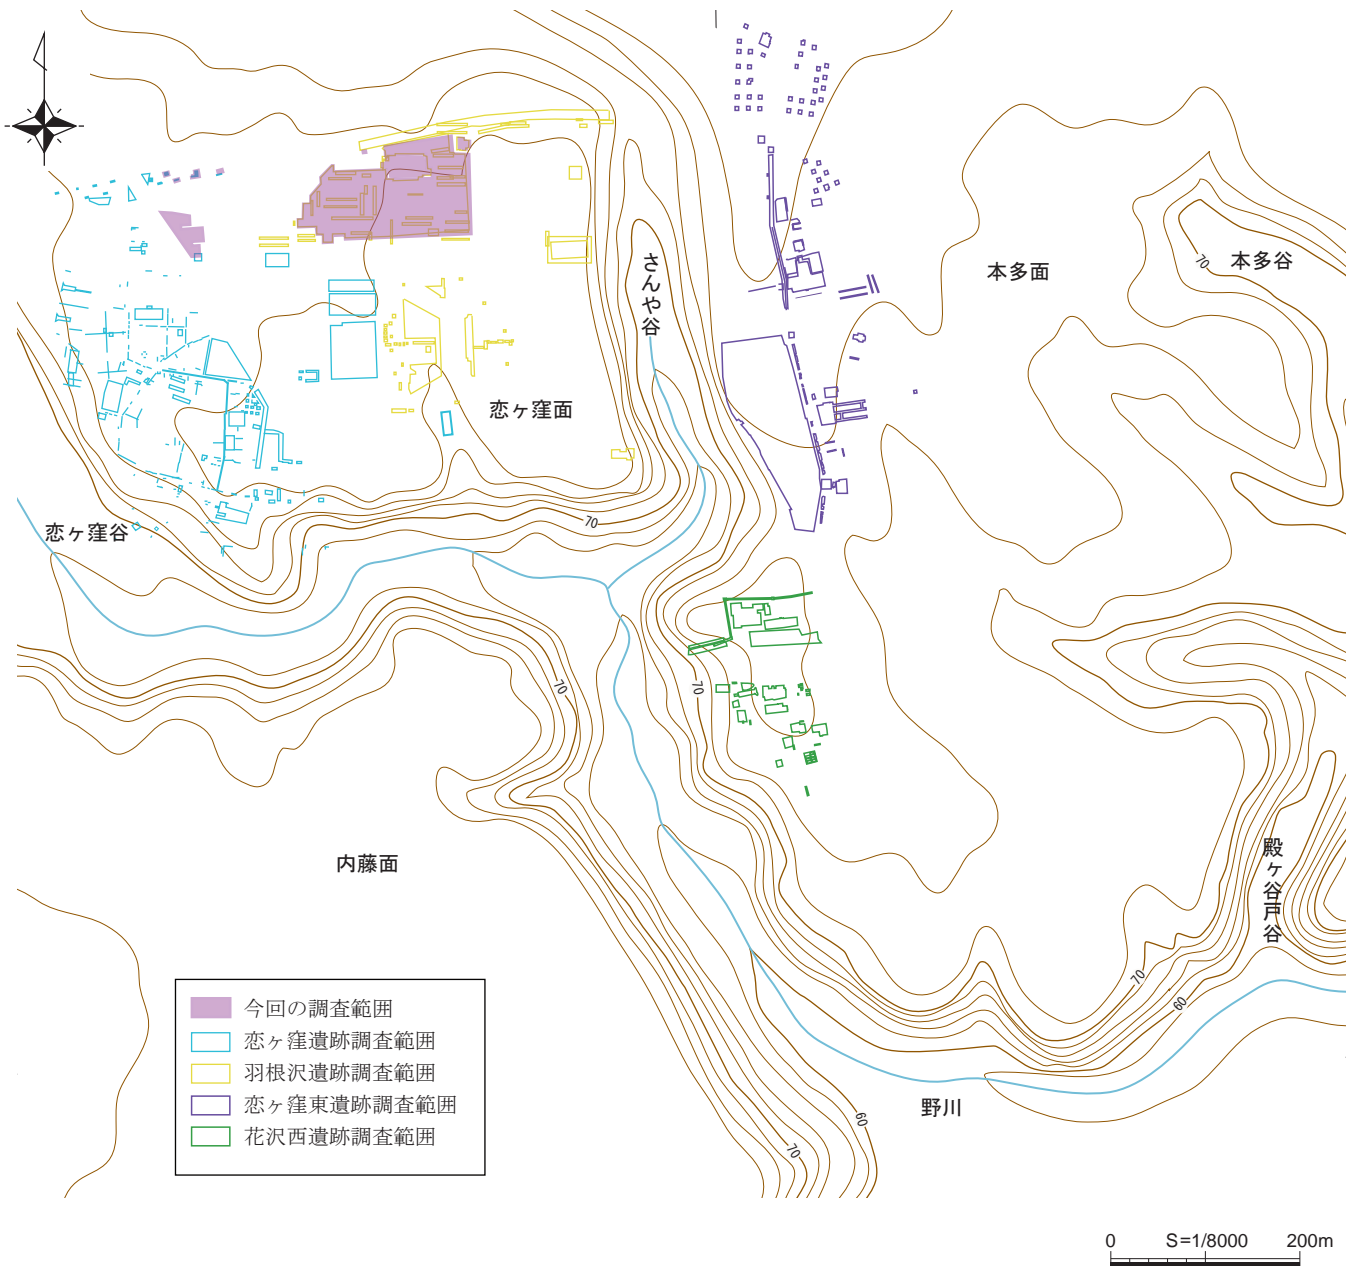 さんや谷
本多面
本多谷
70
恋ヶ窪面
恋ヶ窪谷
70
70
70
内藤面
殿ヶ谷戸谷
70
60
今回の調査範囲
恋ヶ窪遺跡調査範囲
羽根沢遺跡調査範囲
恋ヶ窪東遺跡調査範囲
花沢西遺跡調査範囲
野川
60
70
0 S=1/8000 200m